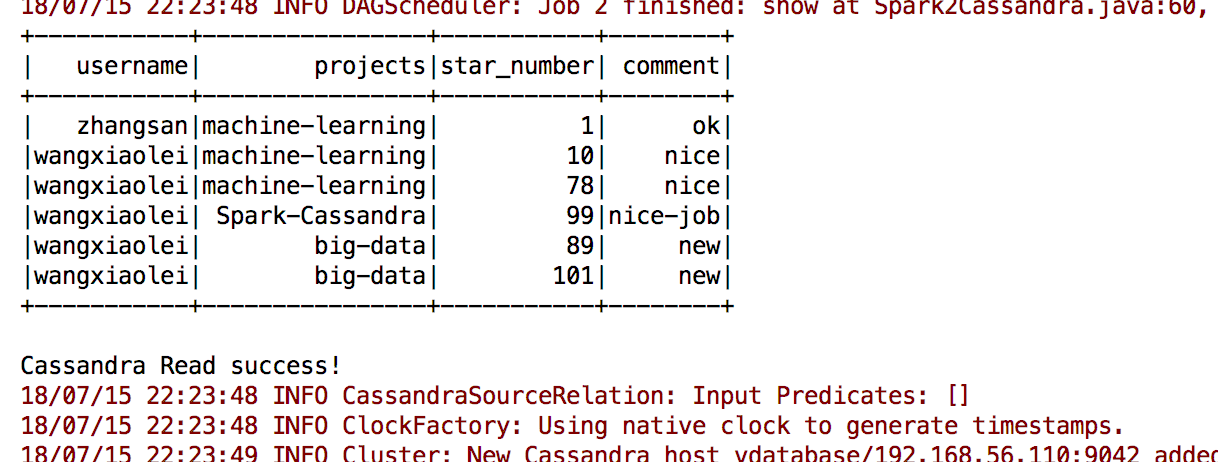 18/07/15 22:23:48 INFO DAGScheduler: Job 2 finished: show at Spark2Cassandra.java:60,
+-----------+----------------+-----------+--------+
|   username|        projects|star_number| comment|
+-----------+----------------+-----------+--------+
|   zhangsan|machine-learning|          1|      ok|
|wangxiaolei|machine-learning|         10|    nice|
|wangxiaolei|machine-learning|         78|    nice|
|wangxiaolei| Spark-Cassandra|         99|nice-job|
|wangxiaolei|        big-data|         89|     new|
|wangxiaolei|        big-data|        101|     new|
+-----------+----------------+-----------+--------+
Cassandra Read success!
18/07/15 22:23:48 INFO CassandraSourceRelation: Input Predicates: []
18/07/15 22:23:48 INFO ClockFactory: Using native clock to generate timestamps.
18/07/15 22:23:49 INFO Cluster: New Cassandra host vdatabase/192.168.56.110:9042 added